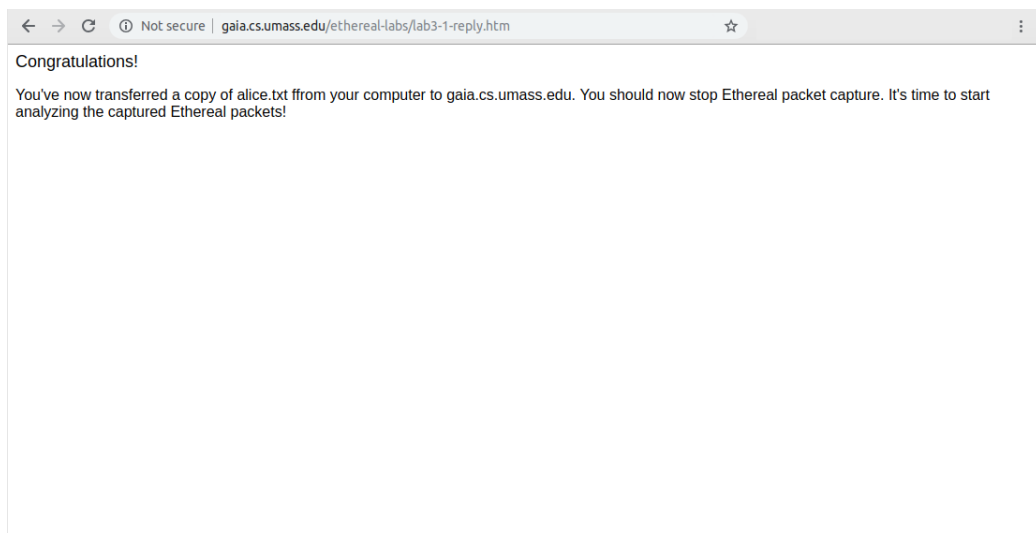 Not secure | gaia.cs.umass.edu/ethereal-labs/lab3-1-reply.htm
Congratulations!
You've now transferred a copy of alice.txt ffrom your computer to gaia.cs.umass.edu. You should now stop Ethereal packet capture. It's time to start
analyzing the captured Ethereal packets!